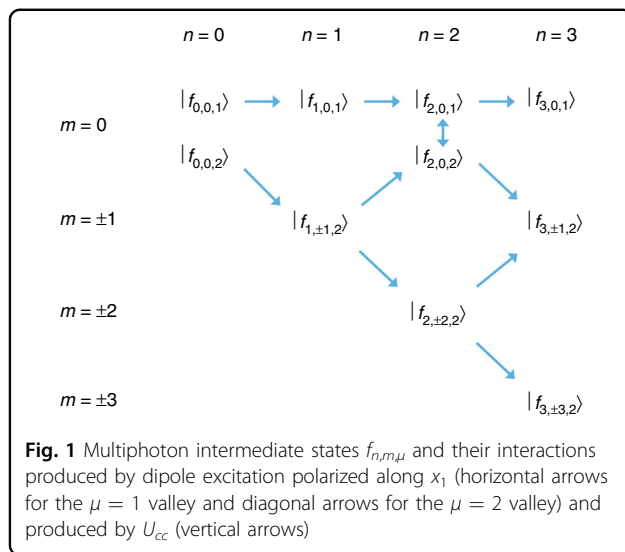 n = 0 n = 1 n = 2 n = 3
|f0,0,1⟩ |f1,0,1⟩ |f2,0,1⟩ |f3,0,1⟩
m = 0
|f0,0,2⟩ |f2,0,2⟩
m = ±1 |f1,±1,2⟩ |f3,±1,2⟩
m = ±2 |f2,±2,2⟩
m = ±3 |f3,±3,2⟩
Fig. 1 Multiphoton intermediate states fn,m,μ and their interactions
produced by dipole excitation polarized along x1 (horizontal arrows
for the μ = 1 valley and diagonal arrows for the μ = 2 valley) and
produced by Ucc (vertical arrows)